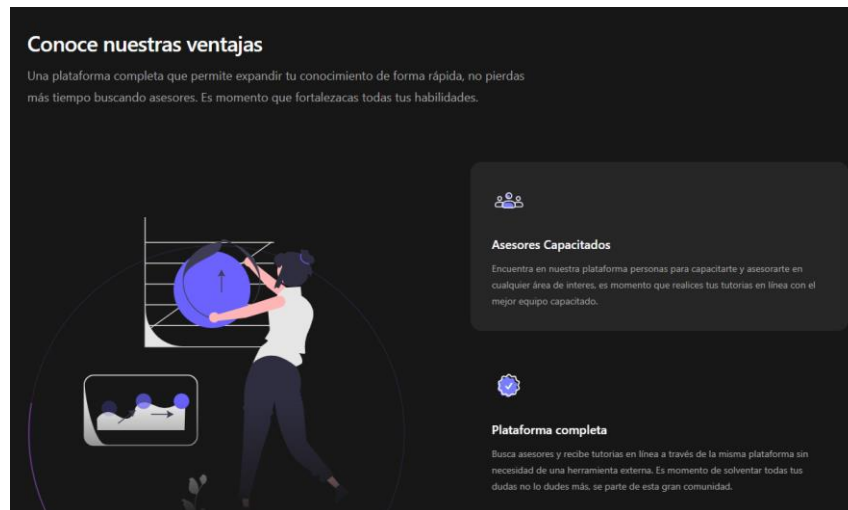 Conoce nuestras ventajas
Una plataforma completa que permite expandir tu conocimiento de forma rápida, no pierdas
más tiempo buscando asesores. Es momento que fortalezacas todas tus habilidades.
Asesores Capacitados
Encuentra en nuestra plataforma personas para capacitarte y asesorarte en
cualquier área de interes, es momento que realices tus tutorias en línea con el
mejor equipo capacitado.
Plataforma completa
Busca asesores y recibe tutorias en línea a través de la misma plataforma sin
necesidad de una herramienta externa. Es momento de solventar todas tus
dudas no lo dudes más, se parte de esta gran comunidad.